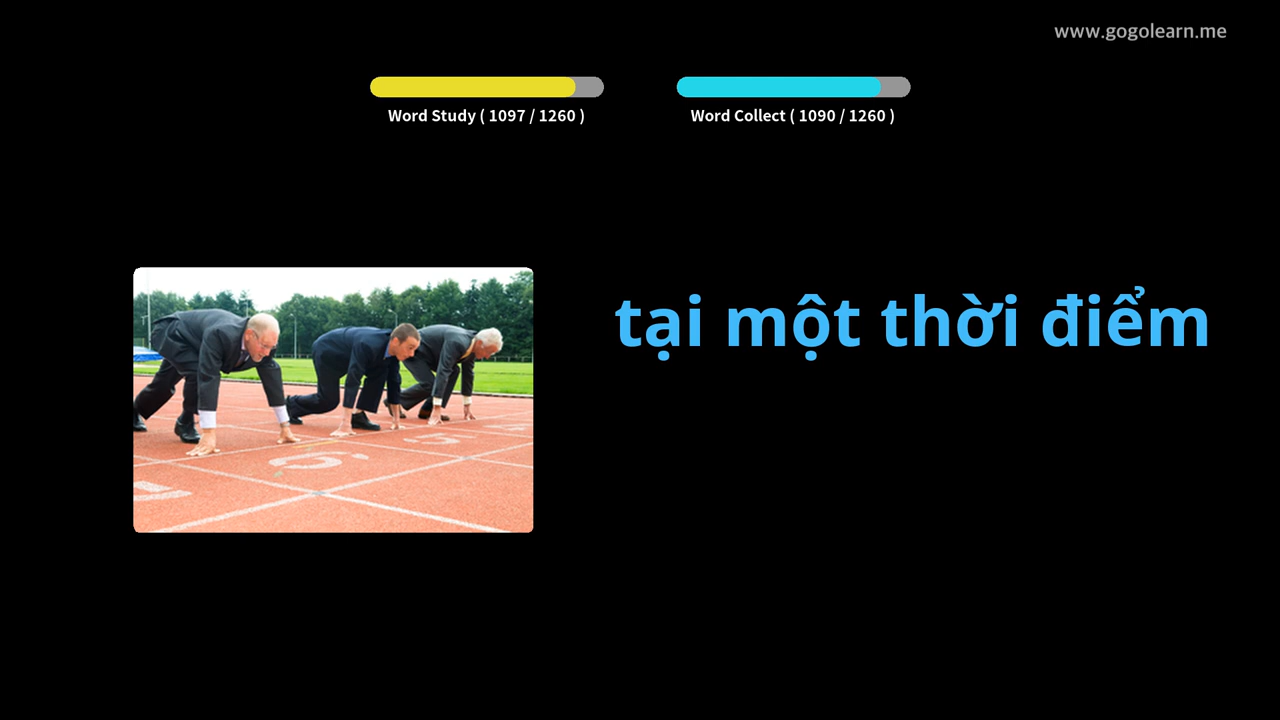 www.gogolearn.me
Word Study ( 1097 / 1260 )
Word Collect ( 1090 / 1260 )
tại một thời điểm